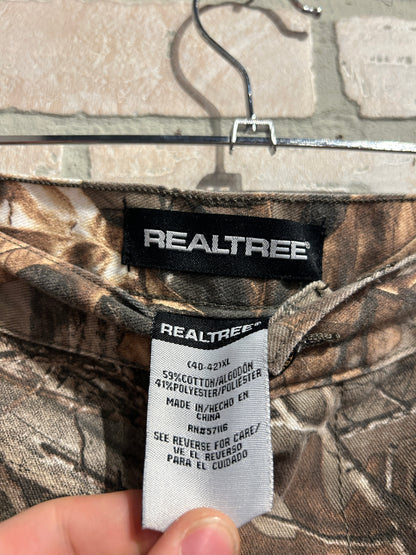 REALTREE®
REALTREE®
(40-42)XL
59%COTTON/ALGODÓN
41%POLYESTER/POLIÉSTER
MADE IN/HECHO EN
CHINA
RN#57116
SEE REVERSE FOR CARE/
VE EL REVERSO
PARA EL CUIDADO